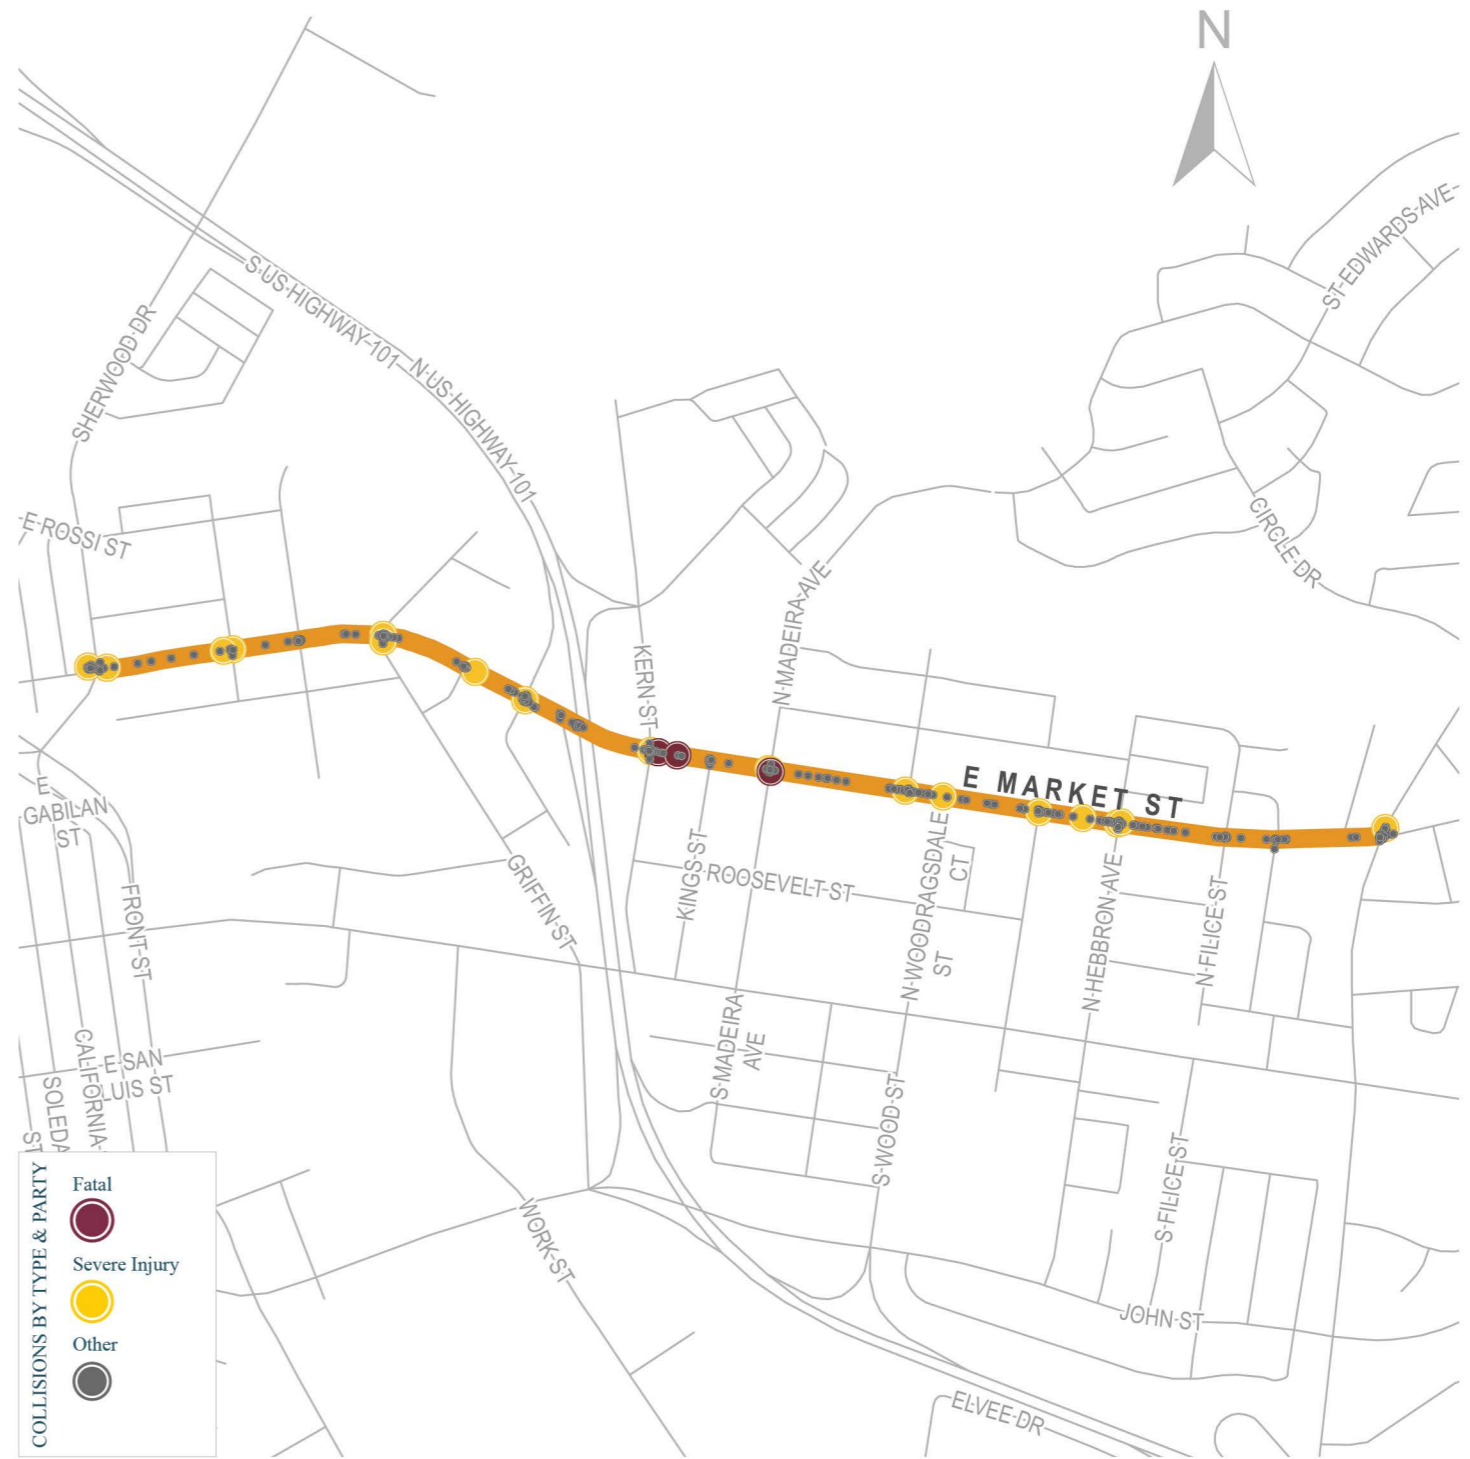 N
ST EDWARDS AVE
S US HIGHWAY 101
N US HIGHWAY 101
SHERWOOD DR
E ROSSI ST
CIRCLE DR
N MADEIRA AVE
KERN ST
E MARKET ST
E
GABILAN
ST
KINGS ST
ROOSEVELT ST
N WOOD
ST
RAGSDALE
CT
GRIFFIN ST
FRONT ST
N HEBBRON AVE
N FILICE ST
S MADEIRA
AVE
E SAN
LUIS ST
CALIFORNIA
SOLEDA
ST
S WOOD ST
S FILICE ST
WORK ST
JOHN ST
ELVEE DR
COLLISIONS BY TYPE & PARTY
Fatal
Severe Injury
Other